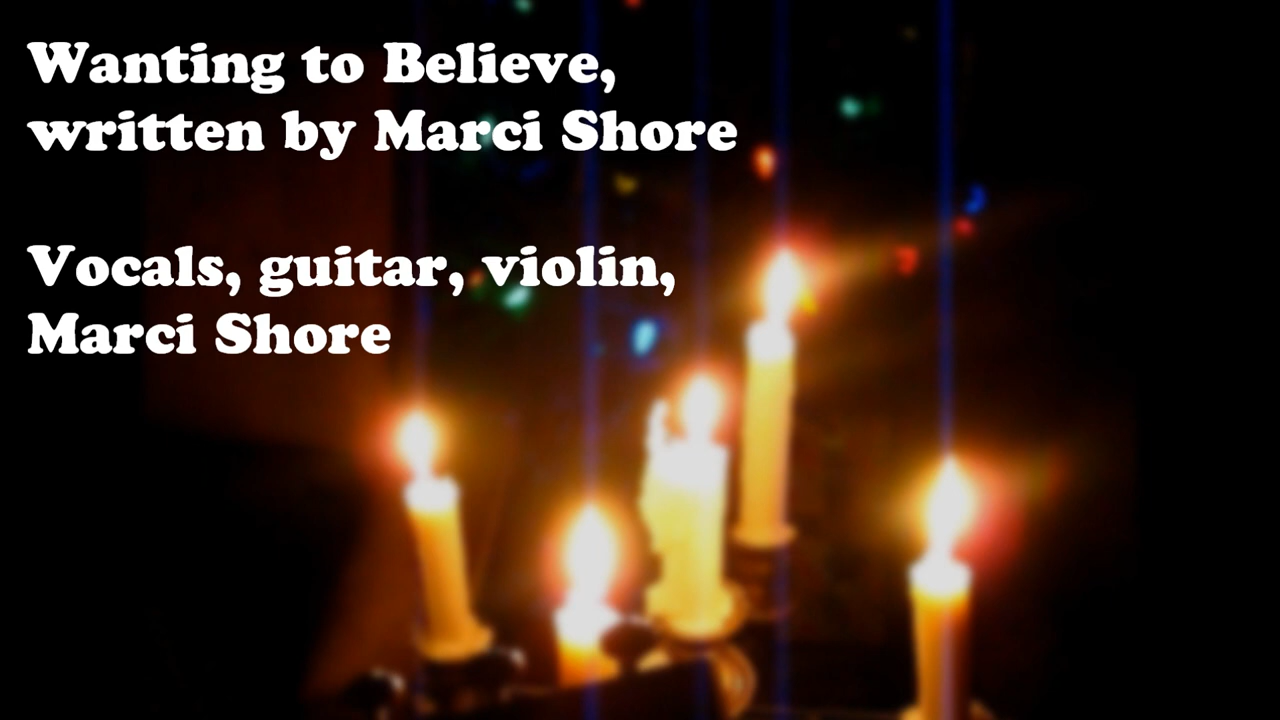 Wanting to Believe,
written by Marci Shore
Vocals, guitar, violin,
Marci Shore